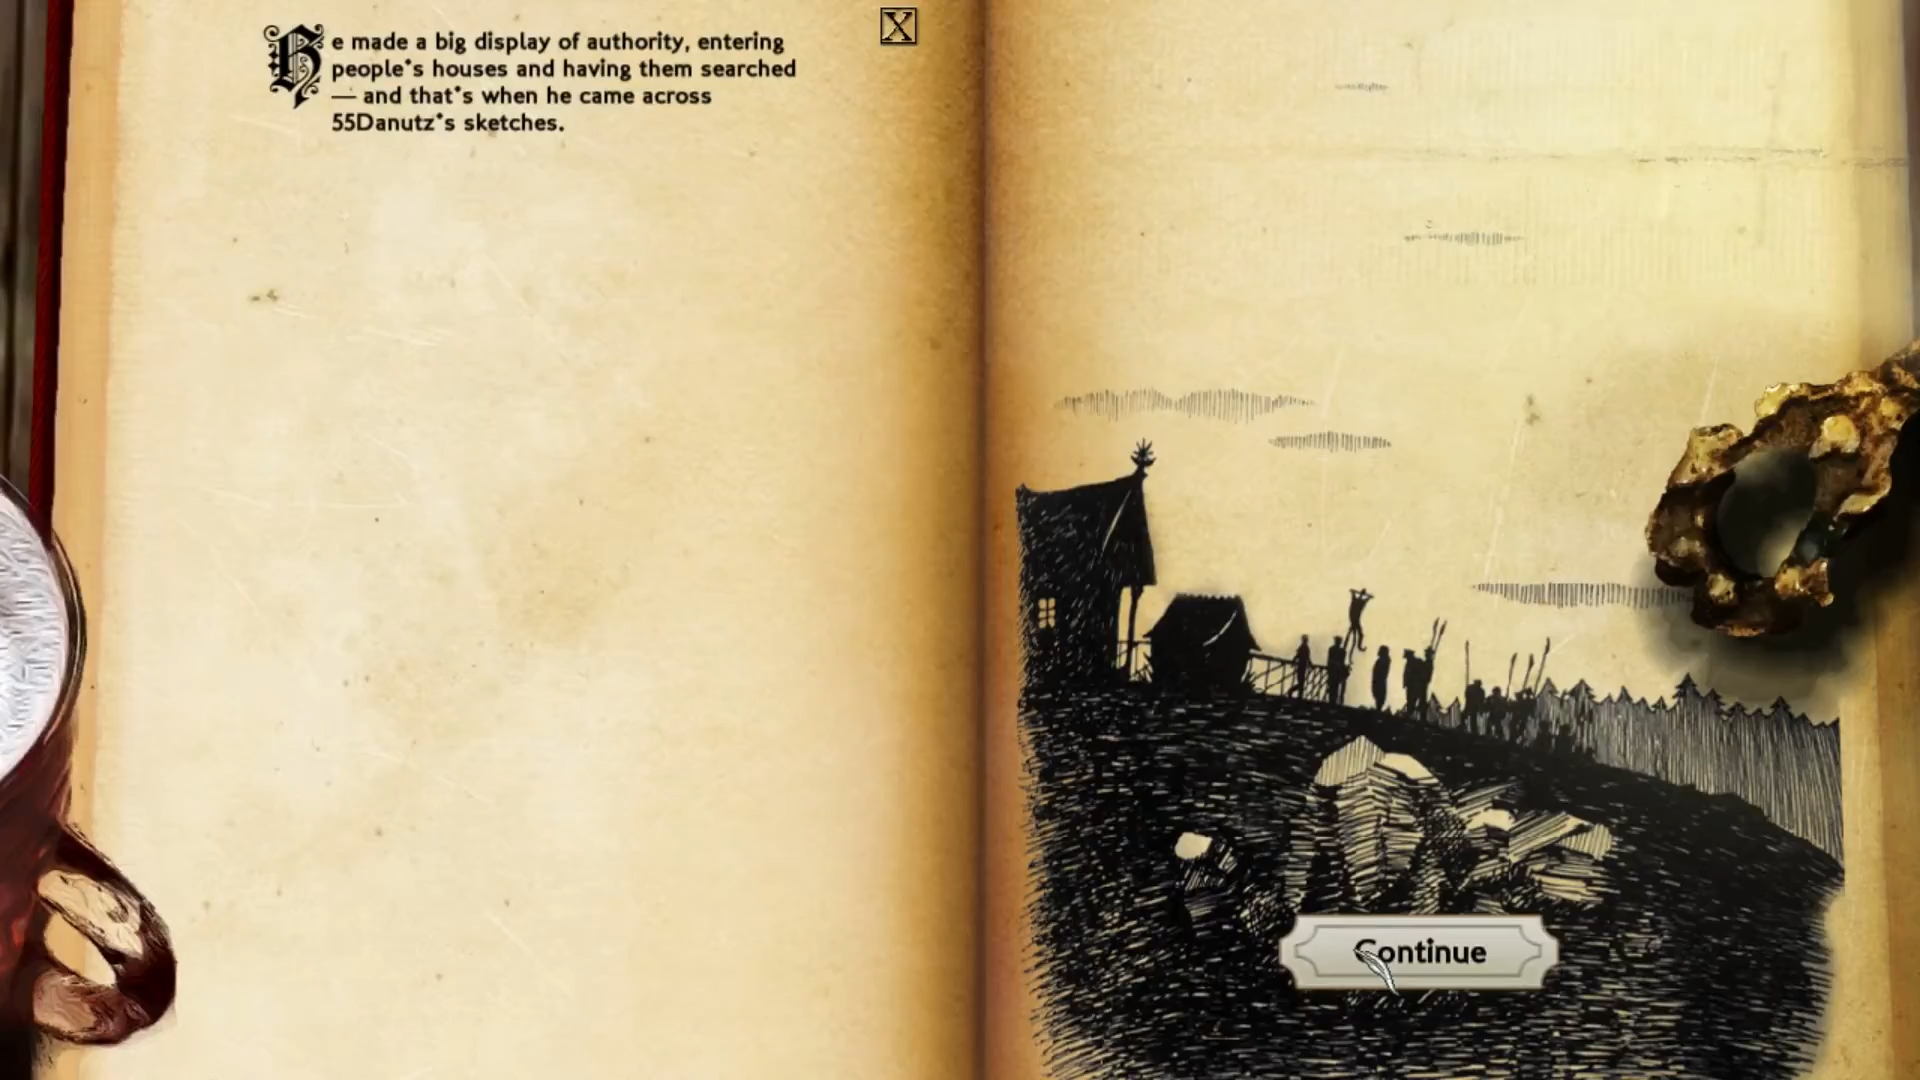 He made a big display of authority, entering
people's houses and having them searched
— and that's when he came across
55Danutz's sketches.
X
Continue